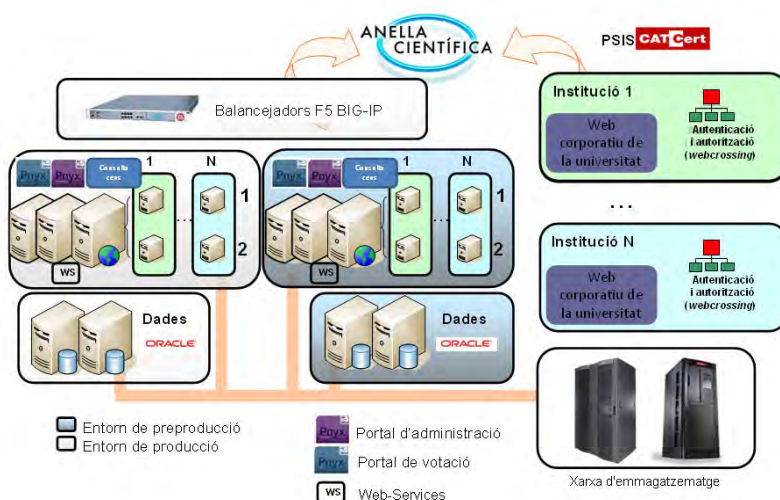 ANELLA
CIENTÍFICA
PSIS CATCert
Balancejadors F5 BIG-IP
Institució 1
Web
corporatiu de
la universitat
Autenticació
i autorització
(webcrossing)
...
Institució N
Web
corporatiu de
la universitat
Autenticació
i autorització
(webcrossing)
Pnyx
Pnyx
Consulta
cens
1
N
...
1
2
WS
Pnyx
Pnyx
Consulta
cens
1
N
...
1
2
WS
Dades
ORACLE
Dades
ORACLE
Entorn de preproducció
Entorn de producció
Pnyx
Portal d'administració
Pnyx
Portal de votació
WS
Web-Services
Xarxa d'emmagatzematge